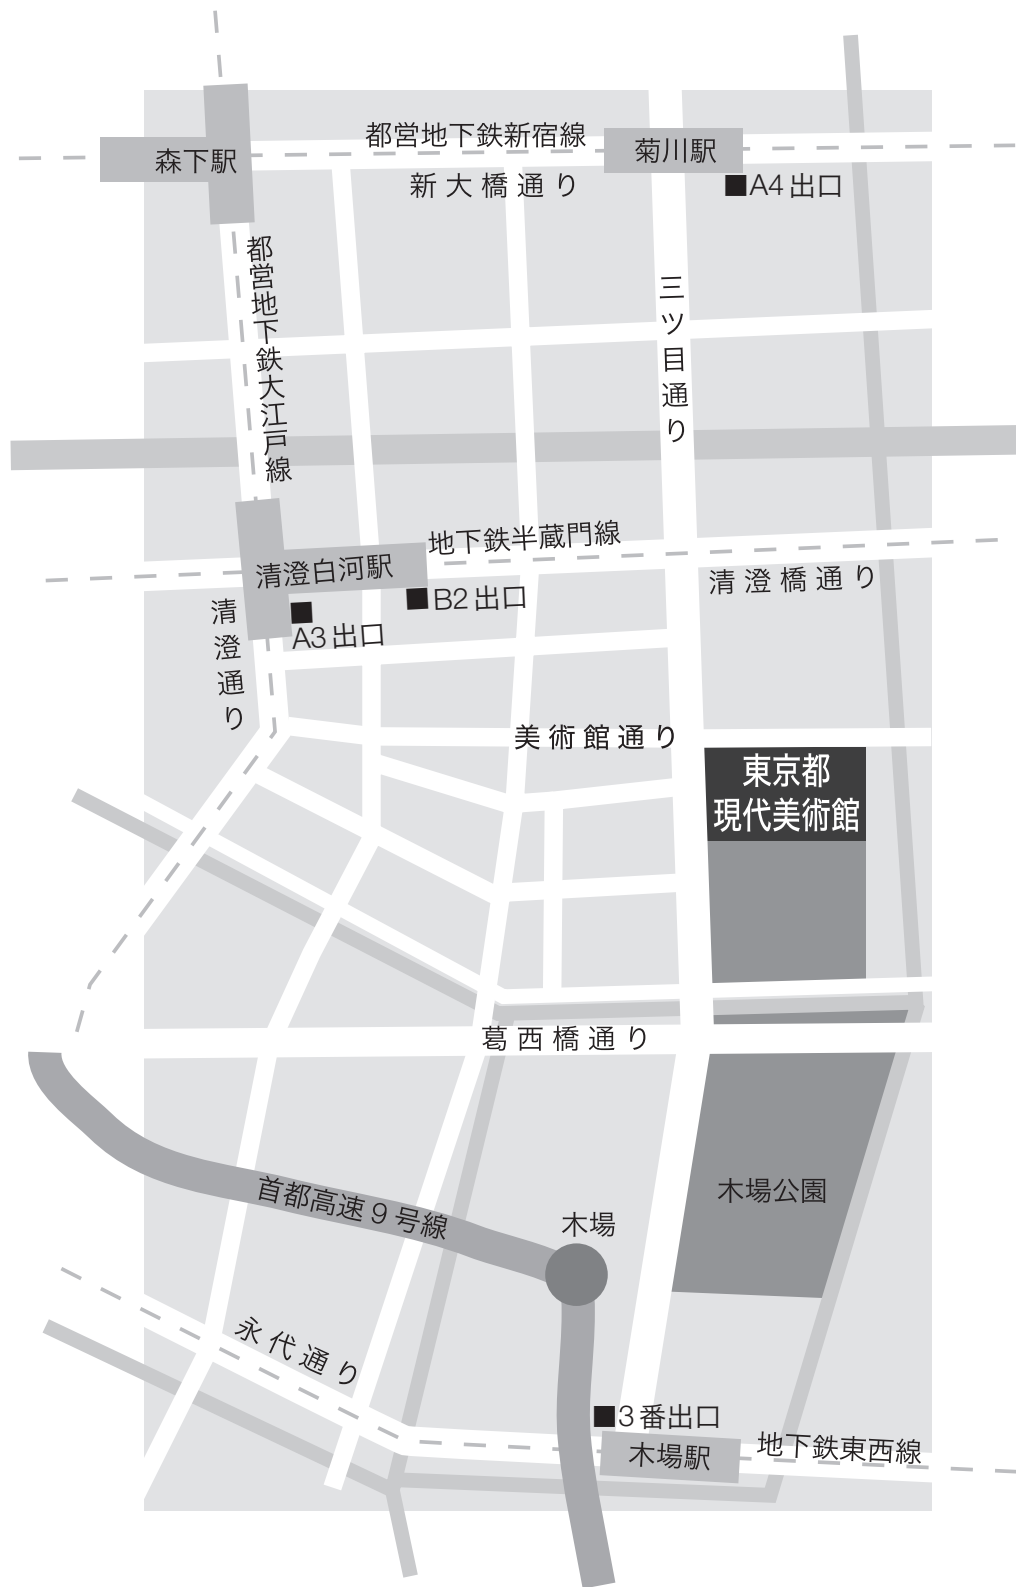 都営地下鉄新宿線
森下駅
菊川駅
新大橋通り
■A4出口
都営地下鉄大江戸線
三ツ目通り
地下鉄半蔵門線
清澄白河駅
清澄橋通り
■B2出口
■
A3出口
清澄通り
美術館通り
東京都
現代美術館
葛西橋通り
木場公園
首都高速9号線
木場
永代通り
■3番出口
木場駅
地下鉄東西線